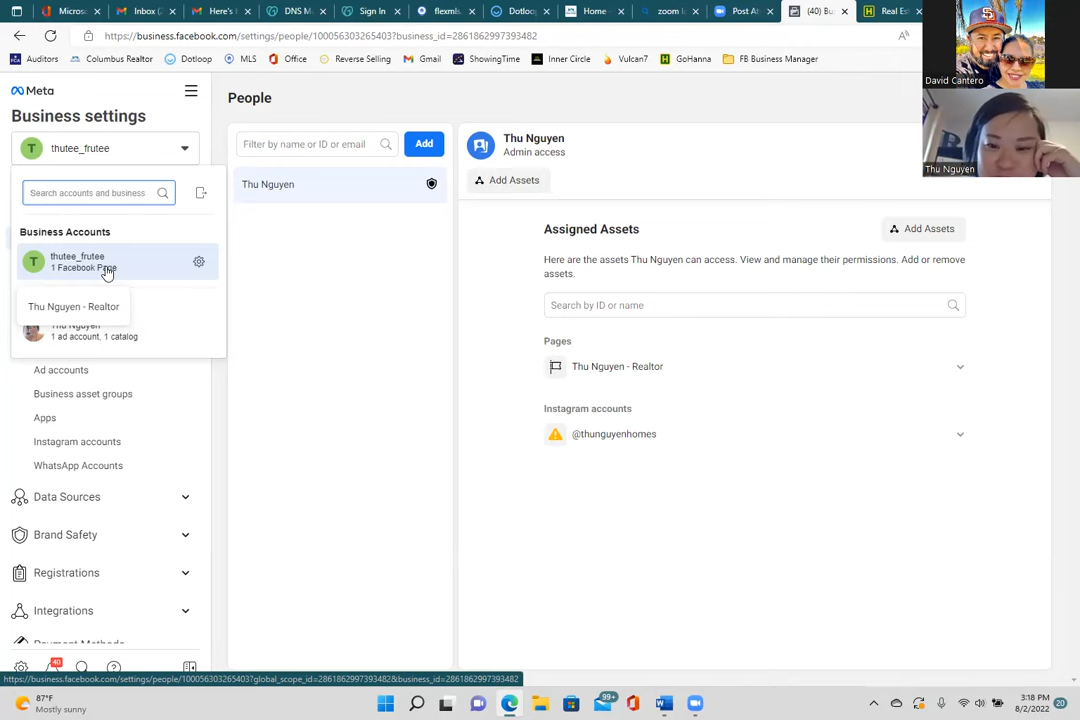 Microso
Inbox (
Here's
DNS M
Sign In
flexmls
Dotloo
Home -
zoom l
Post At
(40) Bu
Real Es
https://business.facebook.com/settings/people/100056303265403?business_id=2861862997393482
Auditors
Columbus Realtor
Dotloop
MLS
Office
Reverse Selling
Gmail
ShowingTime
Inner Circle
Vulcan7
GoHanna
FB Business Manager
David Cantero
Thu Nguyen
Meta
Business settings
thutee_frutee
Search accounts and business
Business Accounts
thutee_frutee
1 Facebook Page
Thu Nguyen - Realtor
Thu Nguyen
1 ad account, 1 catalog
Ad accounts
Business asset groups
Apps
Instagram accounts
WhatsApp Accounts
Data Sources
Brand Safety
Registrations
Integrations
Payment Methods
40
People
Filter by name or ID or email
Add
Thu Nguyen
Thu Nguyen
Admin access
Add Assets
Assigned Assets
Add Assets
Here are the assets Thu Nguyen can access. View and manage their permissions. Add or remove
assets.
Search by ID or name
Pages
Thu Nguyen - Realtor
Instagram accounts
@thunguyenhomes
https://business.facebook.com/settings/people/100056303265403?global_scope_id=2861862997393482&business_id=2861862997393482
87°F
Mostly sunny
99+
3:18 PM
8/2/2022
20